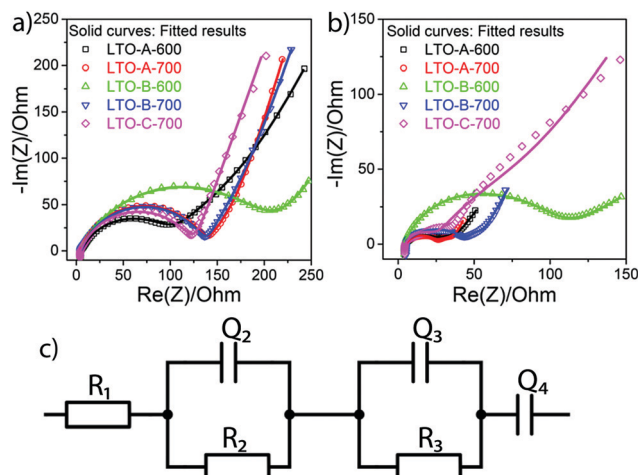 a)
Solid curves: Fitted results
LTO-A-600
LTO-A-700
LTO-B-600
LTO-B-700
LTO-C-700
-Im(Z)/Ohm
250
200
150
100
50
0
0 50 100 150 200 250
Re(Z)/Ohm
b)
Solid curves: Fitted results
LTO-A-600
LTO-A-700
LTO-B-600
LTO-B-700
LTO-C-700
-Im(Z)/Ohm
150
100
50
0
0 50 100 150
Re(Z)/Ohm
c)
R1
Q2
R2
Q3
R3
Q4